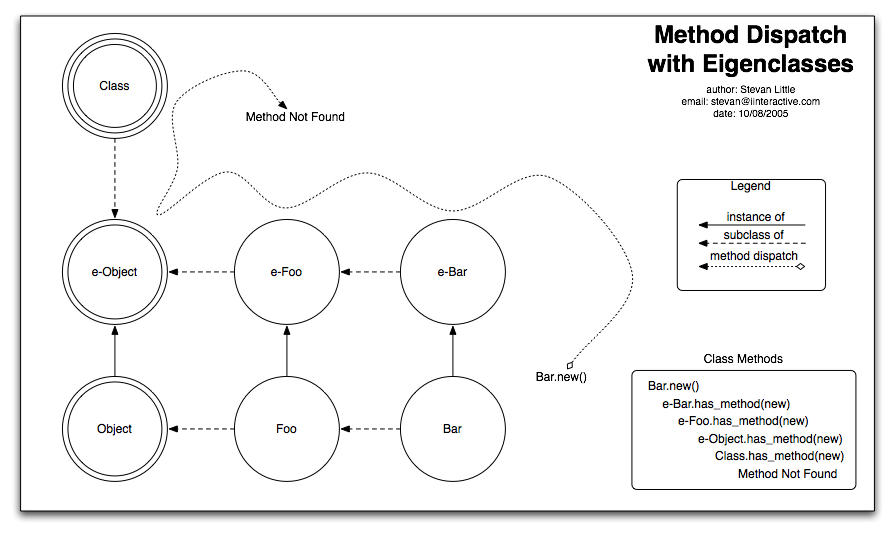 Method Dispatch
with Eigenclasses
author: Stevan Little
email: stevan@iinteractive.com
date: 10/08/2005
Class
Method Not Found
Legend
instance of
subclass of
method dispatch
e-Object
e-Foo
e-Bar
Bar.new()
Object
Foo
Bar
Class Methods
Bar.new()
e-Bar.has_method(new)
e-Foo.has_method(new)
e-Object.has_method(new)
Class.has_method(new)
Method Not Found